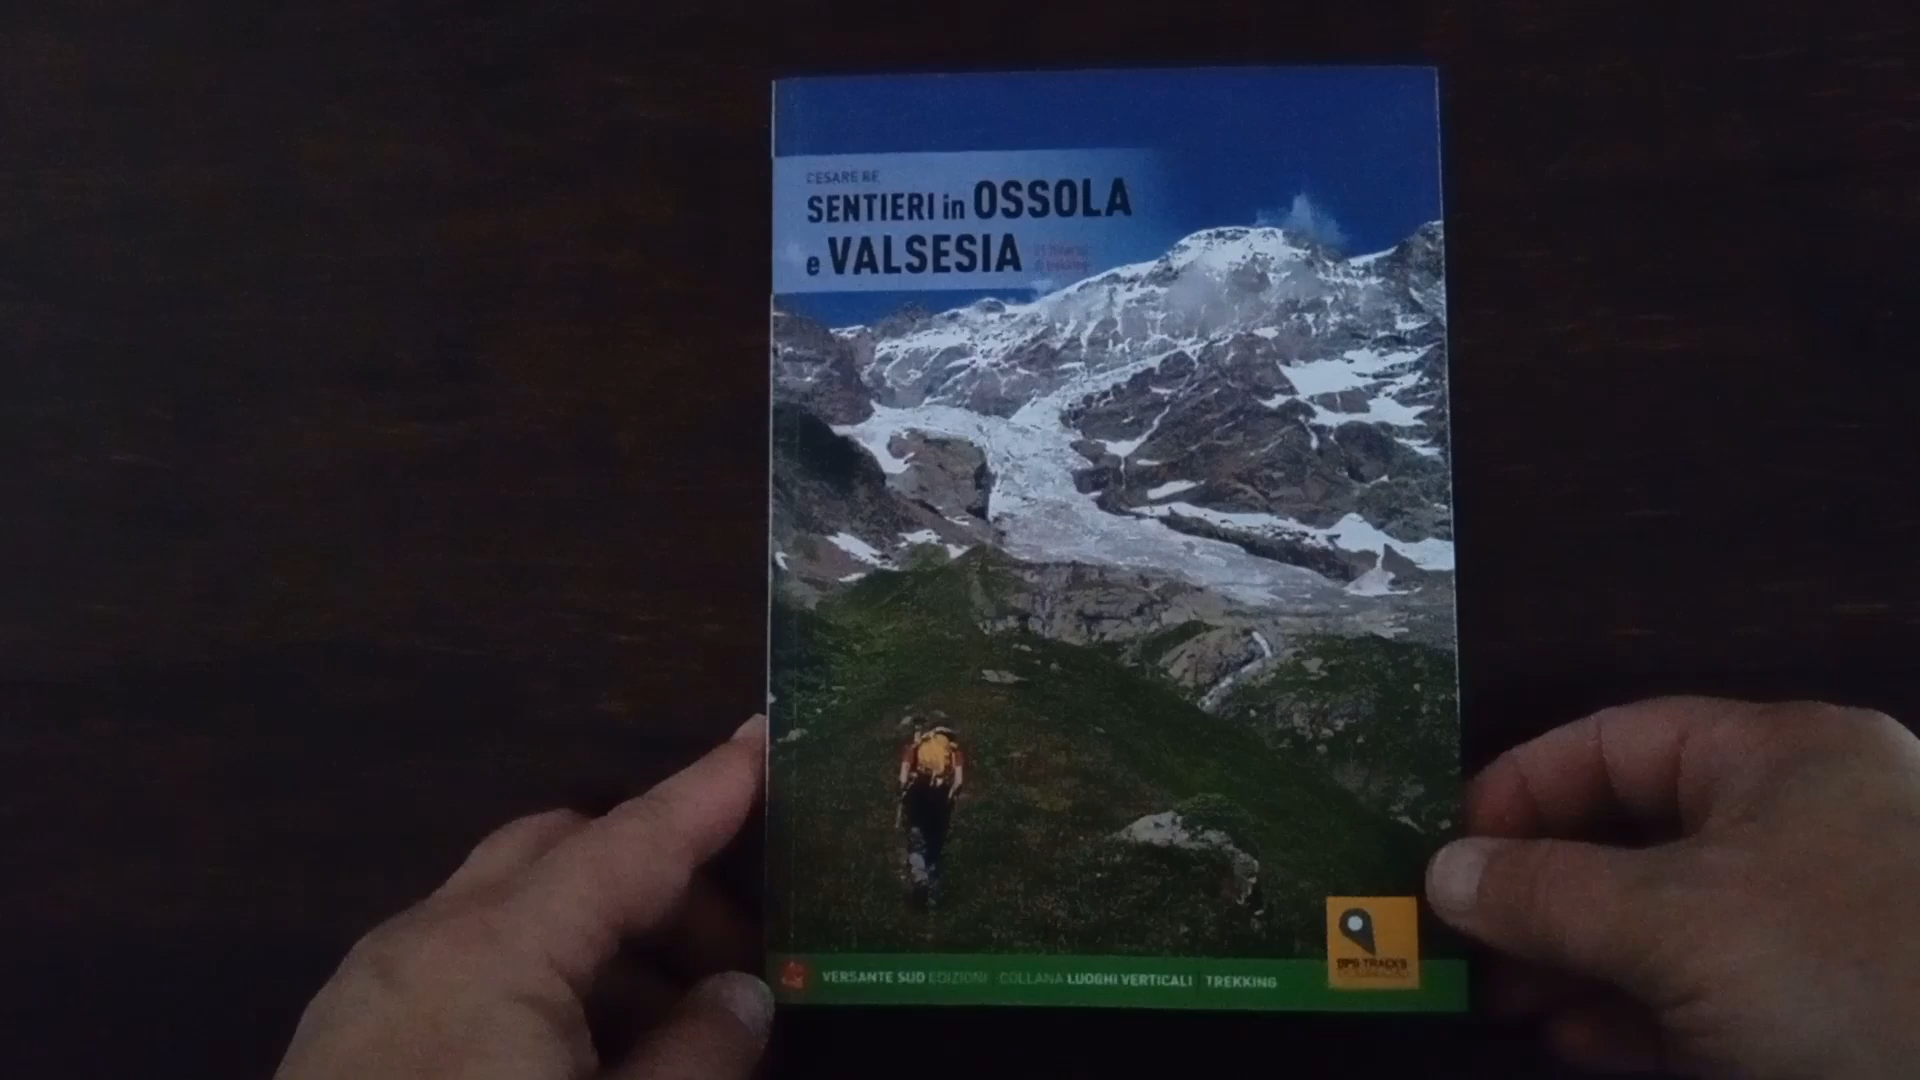 CESARE RE
SENTIERI in OSSOLA
e VALSESIA
VERSANTE SUD EDIZIONI COLLANA LUOGHI VERTICALI TREKKING
GPS TRACKS